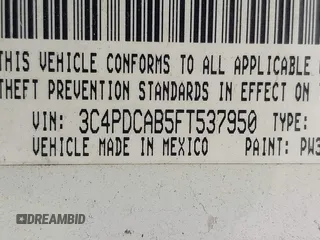 THIS VEHICLE CONFORMS TO ALL APPLICABLE
THEFT PREVENTION STANDARDS IN EFFECT ON
VIN: 3C4PDCAB5FT537950 TYPE:
VEHICLE MADE IN MEXICO PAINT: PW3
DREAMBID